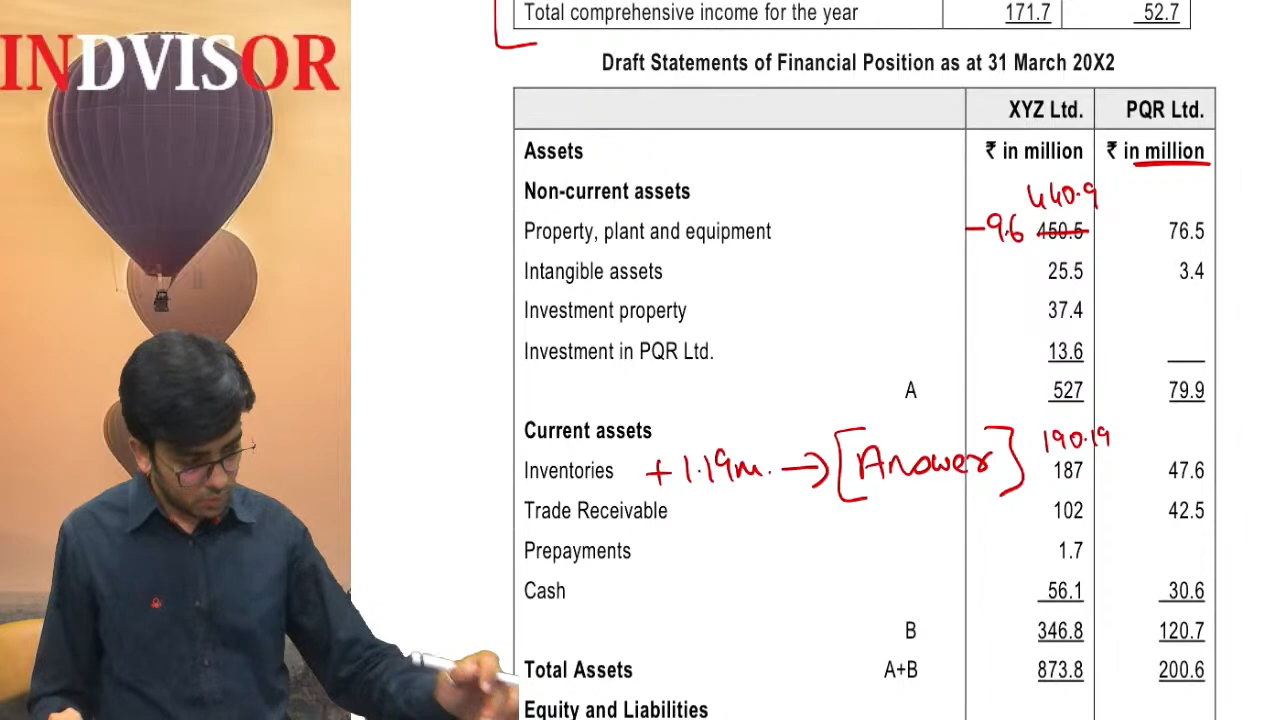 Total comprehensive income for the year 171.7 52.7
INDVISOR
Draft Statements of Financial Position as at 31 March 20X2
XYZ Ltd. PQR Ltd.
Assets ₹ in million ₹ in million
Non-current assets 440.9
Property, plant and equipment -9.6 450.5 76.5
Intangible assets 25.5 3.4
Investment property 37.4
Investment in PQR Ltd. 13.6
A 527 79.9
Current assets 190.19
Inventories +1.19m. → [Answer] 187 47.6
Trade Receivable 102 42.5
Prepayments 1.7
Cash 56.1 30.6
B 346.8 120.7
Total Assets A+B 873.8 200.6
Equity and Liabilities